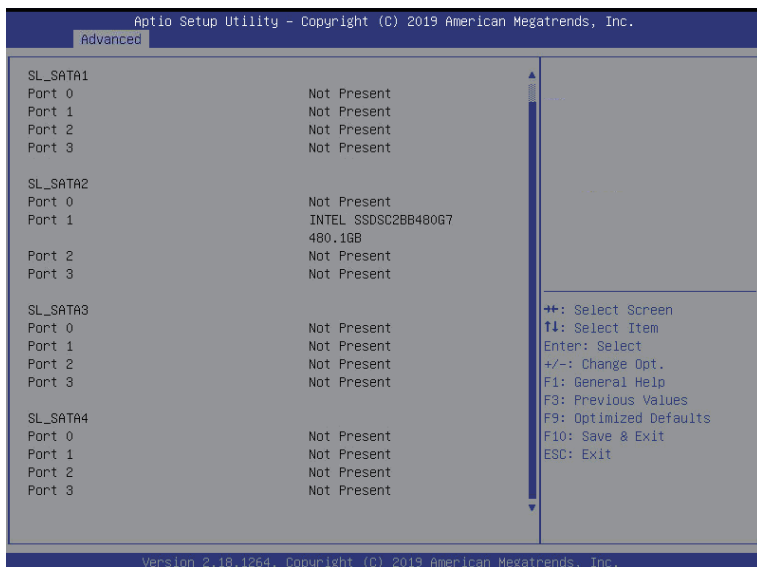 Aptio Setup Utility – Copyright (C) 2019 American Megatrends, Inc.
Advanced
SL_SATA1
Port 0 Not Present
Port 1 Not Present
Port 2 Not Present
Port 3 Not Present
SL_SATA2
Port 0 Not Present
Port 1 INTEL SSDSC2BB480G7
480.1GB
Port 2 Not Present
Port 3 Not Present
SL_SATA3
Port 0 Not Present
Port 1 Not Present
Port 2 Not Present
Port 3 Not Present
SL_SATA4
Port 0 Not Present
Port 1 Not Present
Port 2 Not Present
Port 3 Not Present
→←: Select Screen
↑↓: Select Item
Enter: Select
+/-: Change Opt.
F1: General Help
F3: Previous Values
F9: Optimized Defaults
F10: Save & Exit
ESC: Exit
Version 2.18.1264. Copyright (C) 2019 American Megatrends, Inc.